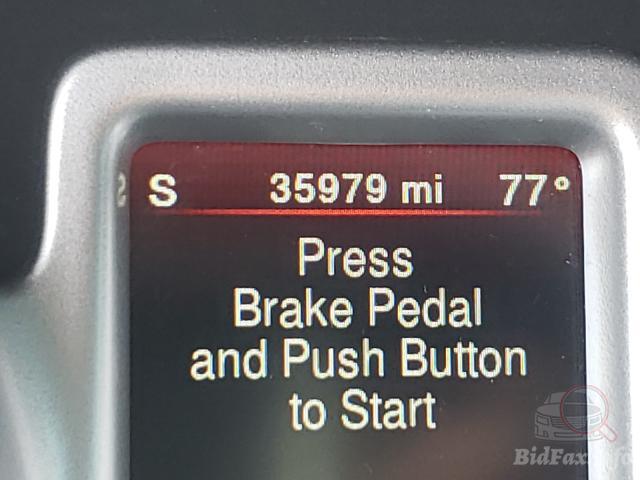 S 35979 mi 77°
Press
Brake Pedal
and Push Button
to Start
BidFax.info